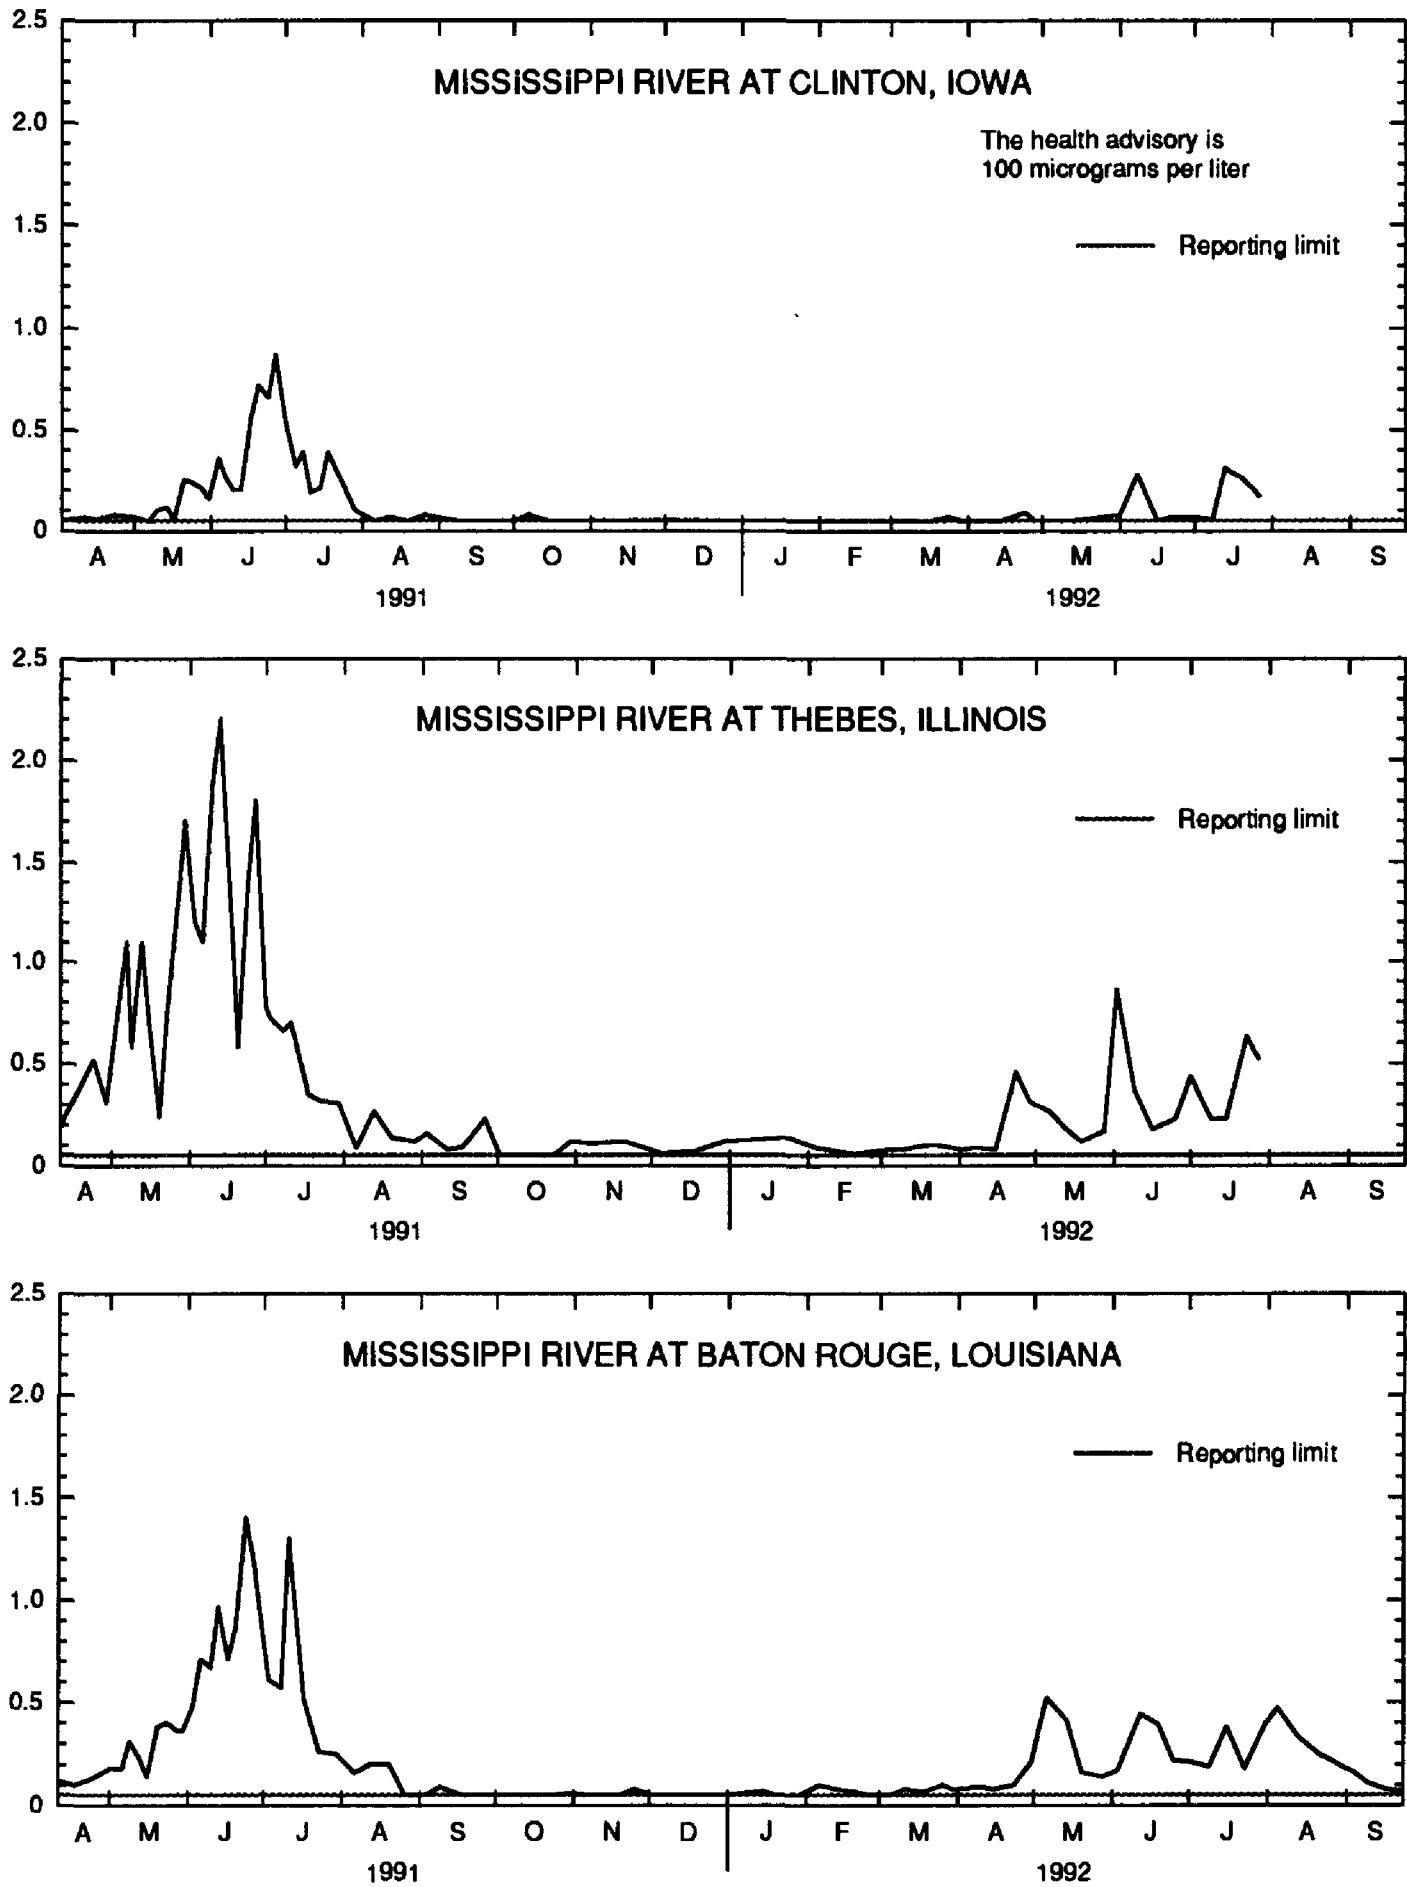 2.5
MISSISSIPPI RIVER AT CLINTON, IOWA
2.0
The health advisory is
100 micrograms per liter
1.5
Reporting limit
1.0
0.5
0
A M J J A S O N D J F M A M J J A S
1991 1992
2.5
MISSISSIPPI RIVER AT THEBES, ILLINOIS
2.0
Reporting limit
1.5
1.0
0.5
0
A M J J A S O N D J F M A M J J A S
1991 1992
2.5
MISSISSIPPI RIVER AT BATON ROUGE, LOUISIANA
2.0
Reporting limit
1.5
1.0
0.5
0
A M J J A S O N D J F M A M J J A S
1991 1992